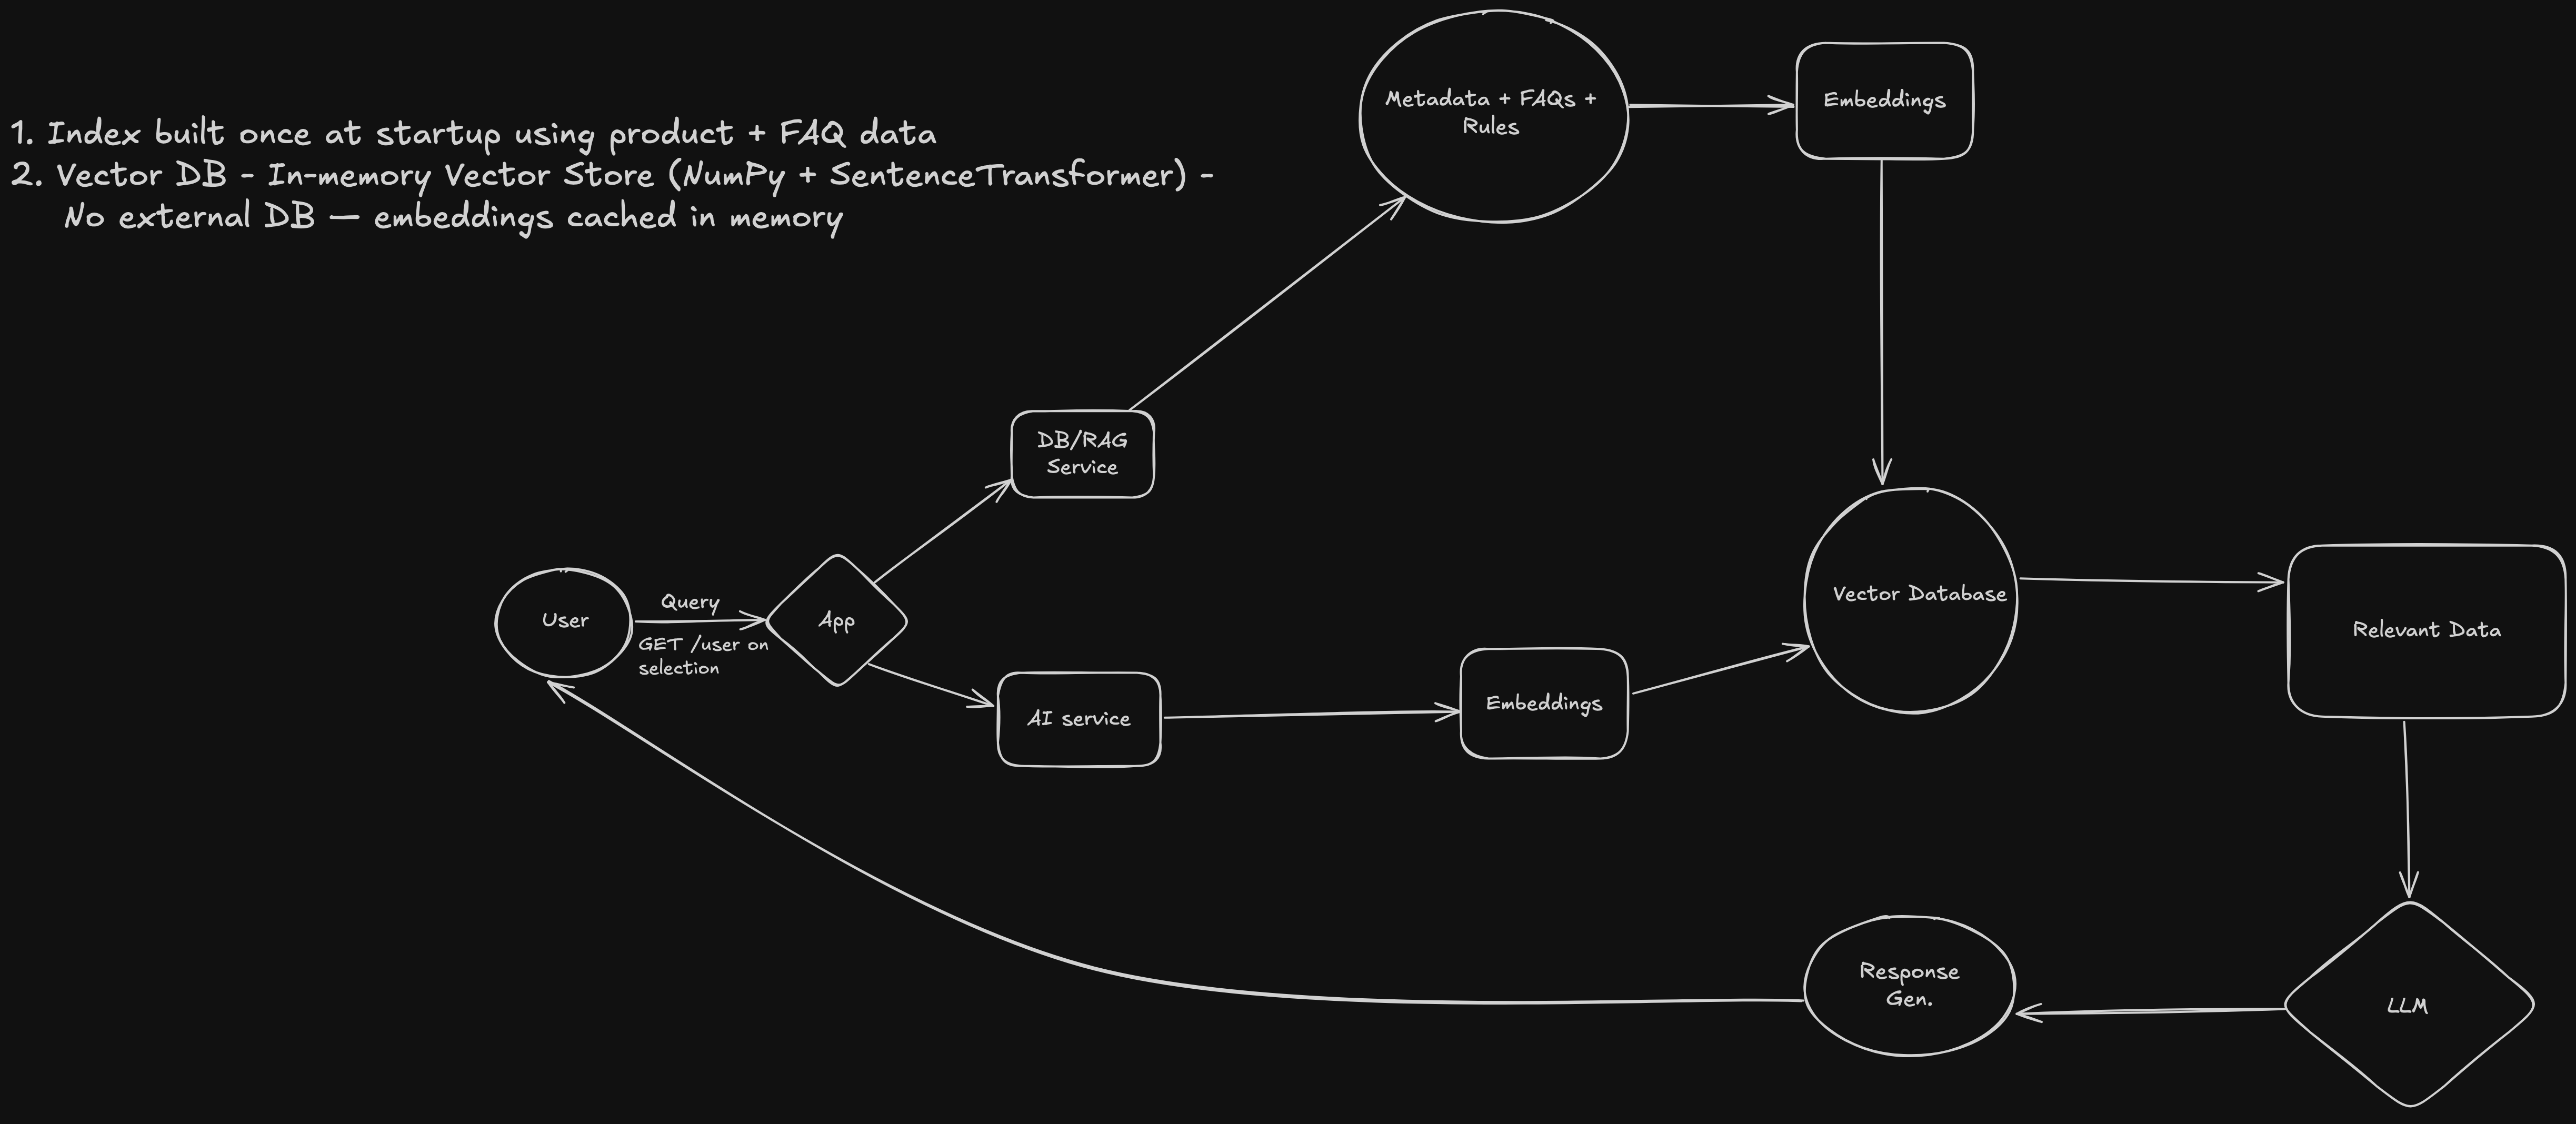 1. Index built once at startup using product + FAQ data
2. Vector DB - In-memory Vector Store (NumPy + SentenceTransformer) -
No external DB — embeddings cached in memory
Metadata + FAQs +
Rules
Embeddings
DB/RAG
Service
User
Query
GET /user on
selection
App
AI service
Embeddings
Vector Database
Relevant Data
LLM
Response
Gen.